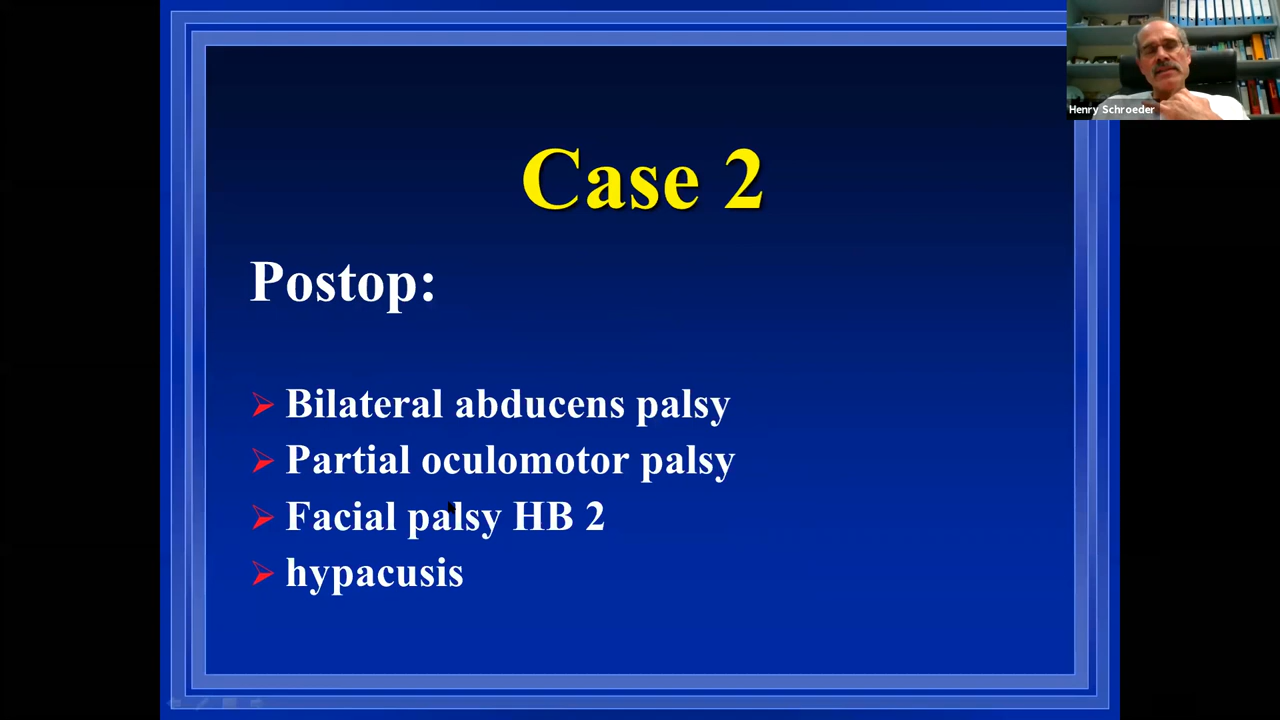 Henry Schroeder
Case 2
Postop:
Bilateral abducens palsy
Partial oculomotor palsy
Facial palsy HB 2
hypacusis